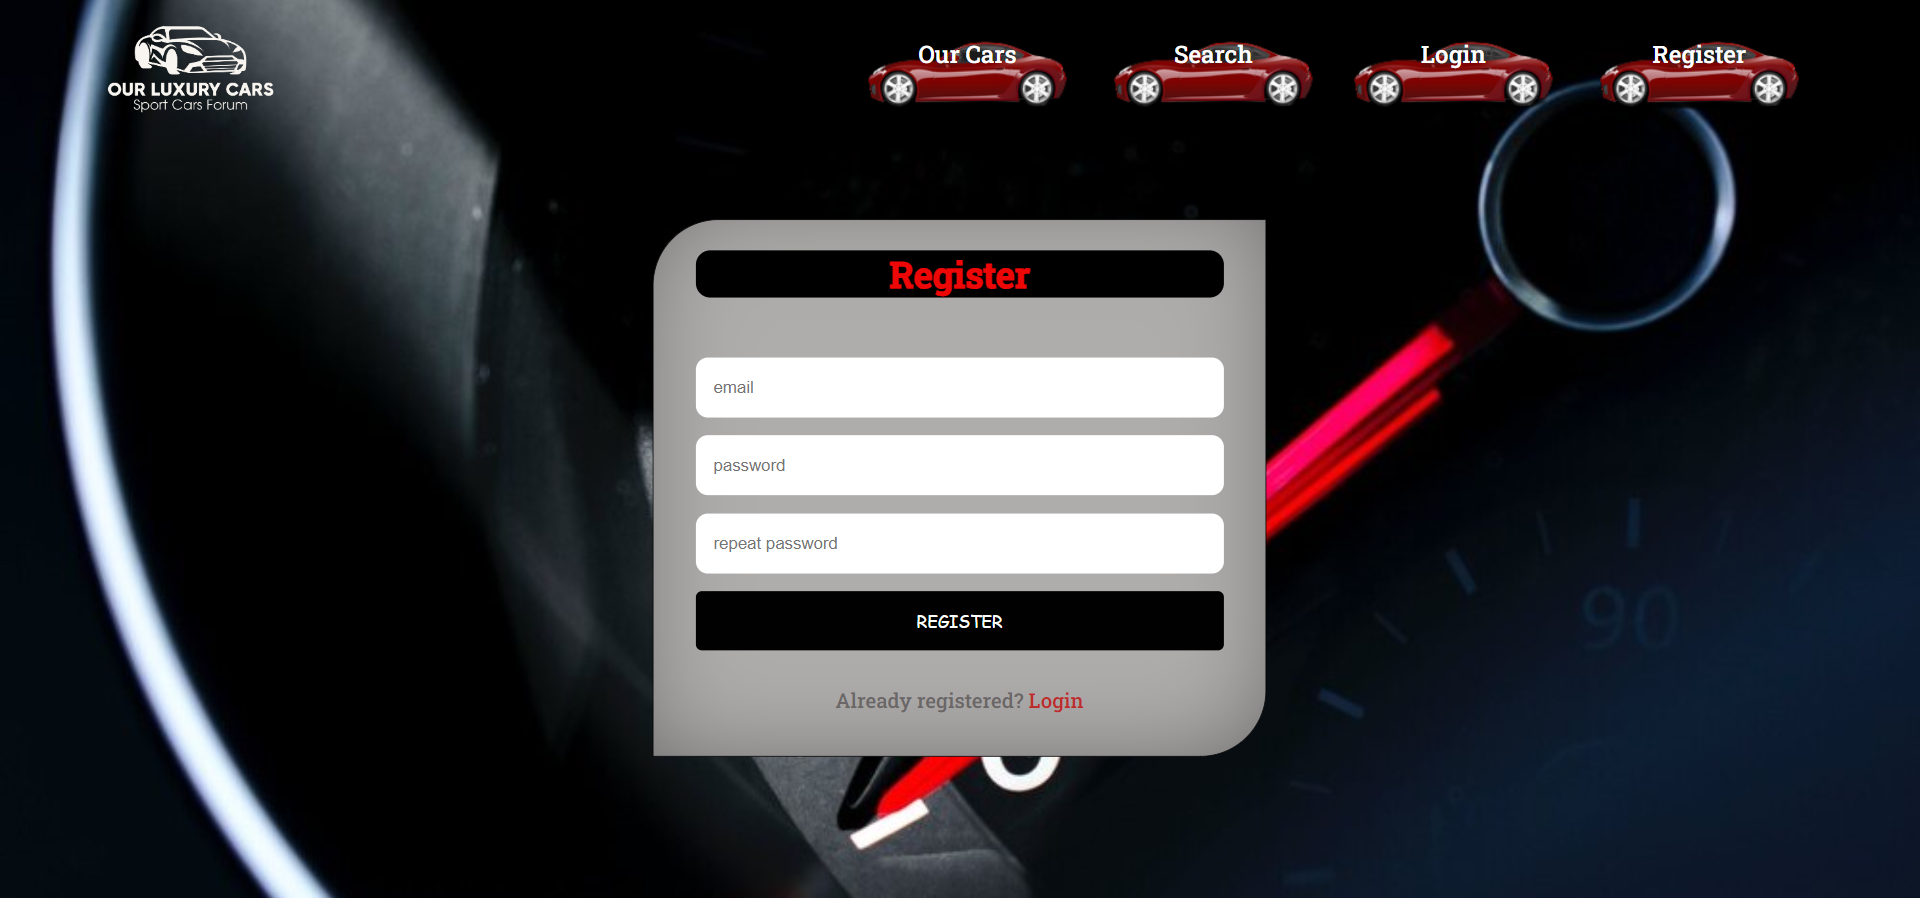 OUR LUXURY CARS
Sport Cars Forum
Our Cars
Search
Login
Register
Register
email
password
repeat password
REGISTER
Already registered? Login
90